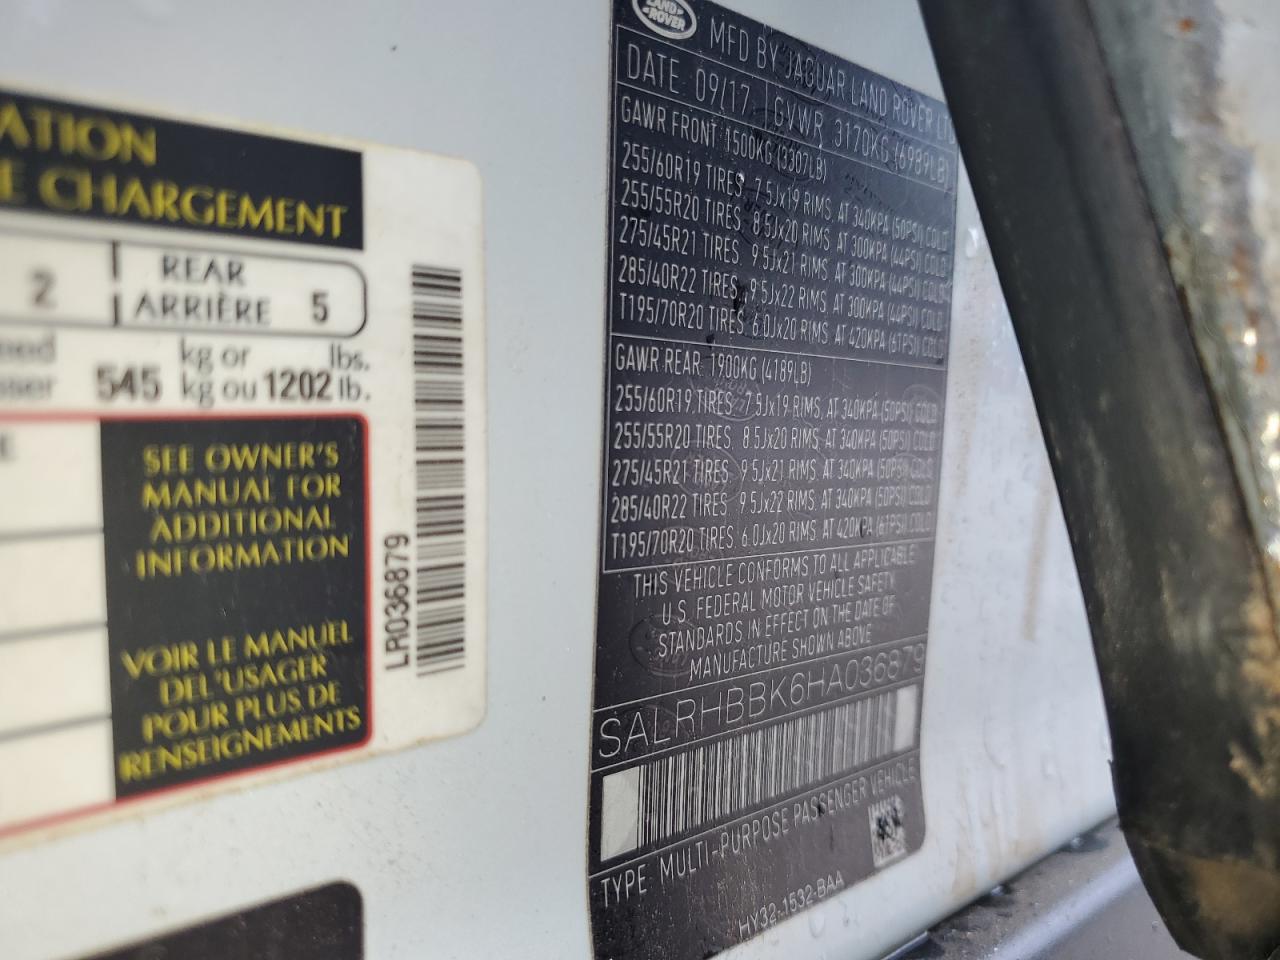 ATION
E CHARGEMENT
2
REAR
ARRIÈRE 5
545 kg or lbs.
kg ou 1202 lb.
SEE OWNER'S
MANUAL FOR
ADDITIONAL
INFORMATION
VOIR LE MANUEL
DEL'USAGER
POUR PLUS DE
RENSEIGNEMENTS
LR036879
LAND
ROVER
MFD BY JAGUAR LAND ROVER LTD
DATE: 09/17 GVWR 3170KG (6989LB)
GAWR FRONT 1500KG (3307LB)
255/60R19 TIRES, 7.5Jx19 RIMS, AT 340KPA (50PSI) COLD
255/55R20 TIRES, 8.5Jx20 RIMS, AT 300KPA (44PSI) COLD
275/45R21 TIRES, 9.5Jx21 RIMS, AT 300KPA (44PSI) COLD
285/40R22 TIRES, 9.5Jx22 RIMS, AT 300KPA (44PSI) COLD
T195/70R20 TIRES, 6.0Jx20 RIMS, AT 420KPA (61PSI) COLD
GAWR REAR 1900KG (4189LB)
255/60R19 TIRES, 7.5Jx19 RIMS, AT 340KPA (50PSI) COLD
255/55R20 TIRES, 8.5Jx20 RIMS, AT 340KPA (50PSI) COLD
275/45R21 TIRES, 9.5Jx21 RIMS, AT 340KPA (50PSI) COLD
285/40R22 TIRES, 9.5Jx22 RIMS, AT 340KPA (50PSI) COLD
T195/70R20 TIRES, 6.0Jx20 RIMS, AT 420KPA (61PSI) COLD
THIS VEHICLE CONFORMS TO ALL APPLICABLE
U.S. FEDERAL MOTOR VEHICLE SAFETY
STANDARDS IN EFFECT ON THE DATE OF
MANUFACTURE SHOWN ABOVE
SALRHBBK6HA036879
TYPE: MULTI-PURPOSE PASSENGER VEHICLE
HY32-1532-BAA